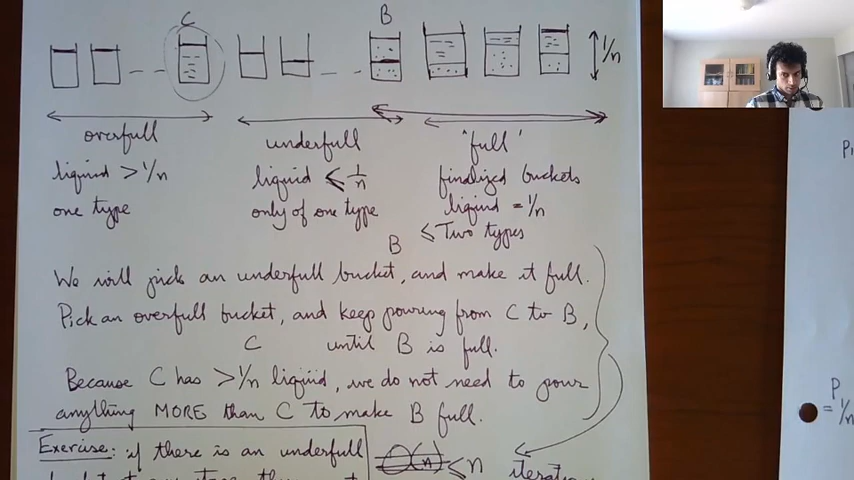 C
B
1/n
overfull
underfull
'full'
liquid > 1/n
liquid ≤ 1/n
finalized buckets
one type
only of one type
liquid = 1/n
≤ Two types
B
We will pick an underfull bucket, and make it full.
Pick an overfull bucket, and keep pouring from C to B,
C until B is full.
Because C has > 1/n liquid, we do not need to pour
anything MORE than C to make B full.
Exercise: if there is an underfull
≤ n
P
= 1/n